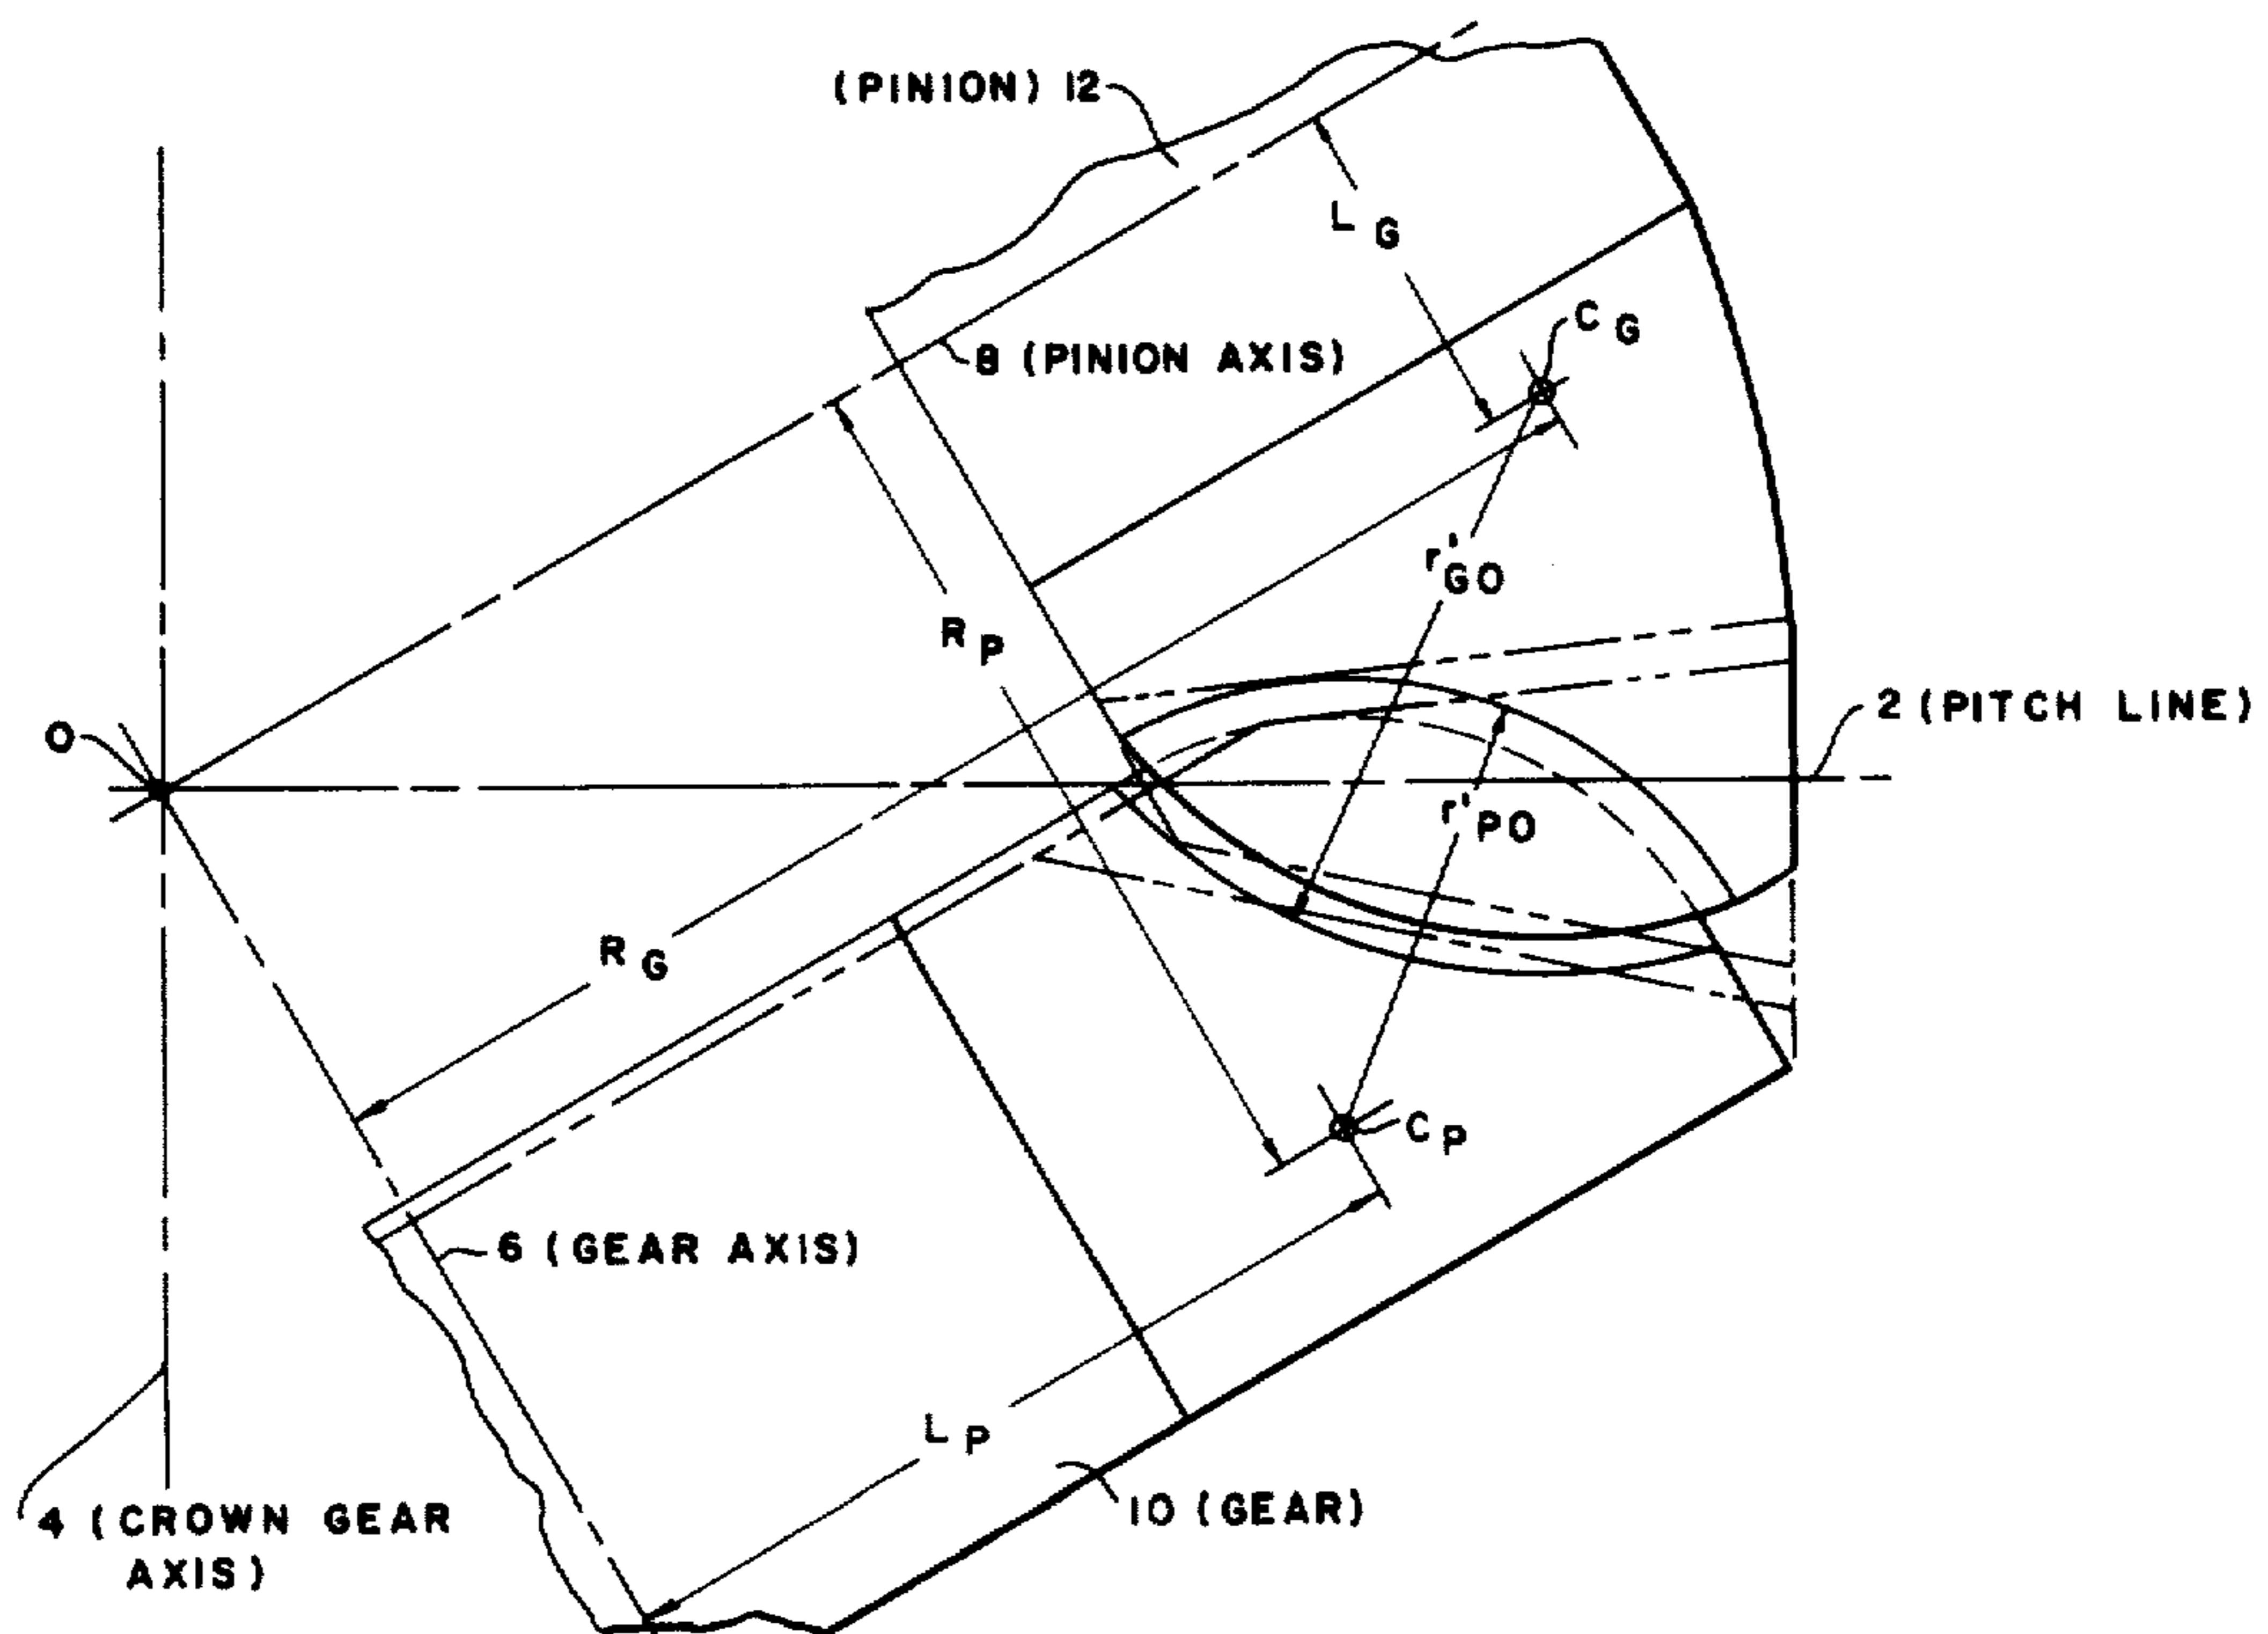 (PINION) 12
L G
C G
8 (PINION AXIS)
r'GO
R P
2 (PITCH LINE)
O
r'PO
R G
C P
6 (GEAR AXIS)
L P
10 (GEAR)
4 (CROWN GEAR
AXIS)